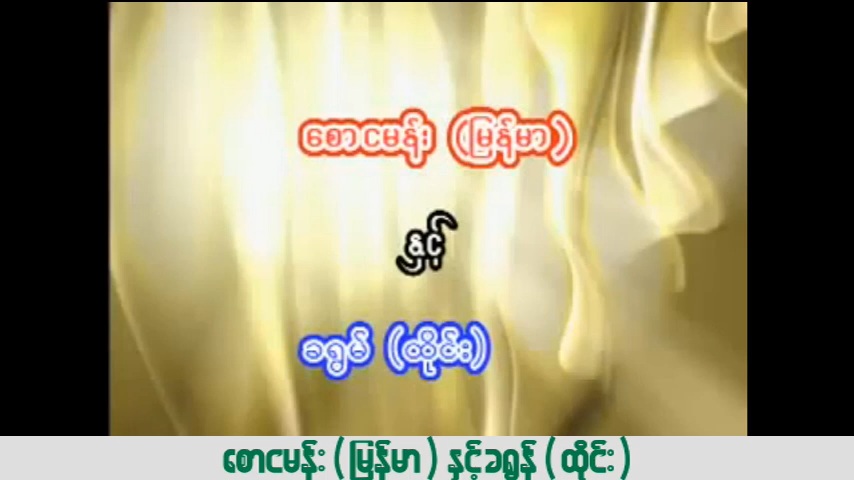 စောငမန်း (မြန်မာ)
နှင့်
ခရွမ် (ထိုင်း)
စောငမန်း ( မြန်မာ ) နှင့် ခရွန် ( ထိုင်း )